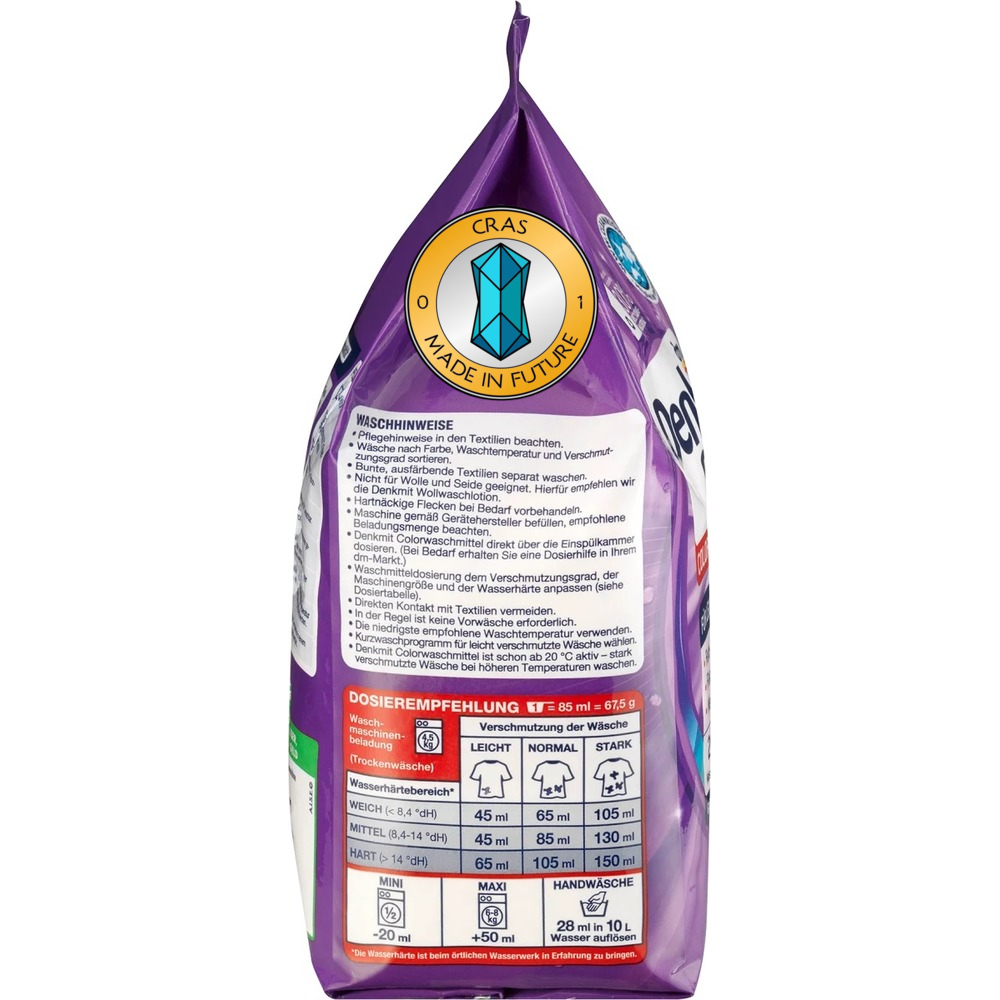 CRAS
0 1
MADE IN FUTURE
WASCHHINWEISE
• Pflegehinweise in den Textilien beachten.
• Wäsche nach Farbe, Waschtemperatur und Verschmut-
zungsgrad sortieren.
• Bunte, ausfärbende Textilien separat waschen.
• Nicht für Wolle und Seide geeignet. Hierfür empfehlen wir
die Denkmit Wollwaschlotion.
• Hartnäckige Flecken bei Bedarf vorbehandeln.
• Maschine gemäß Gerätehersteller befüllen, empfohlene
Beladungsmenge beachten.
• Denkmit Colorwaschmittel direkt über die Einspülkammer
dosieren. (Bei Bedarf erhalten Sie eine Dosierhilfe in Ihrem
dm-Markt.)
• Waschmitteldosierung dem Verschmutzungsgrad, der
Maschinengröße und der Wasserhärte anpassen (siehe
Dosiertabelle).
• Direkten Kontakt mit Textilien vermeiden.
• In der Regel ist keine Vorwäsche erforderlich.
• Die niedrigste empfohlene Waschtemperatur verwenden.
• Kurzwaschprogramm für leicht verschmutzte Wäsche wählen.
• Denkmit Colorwaschmittel ist schon ab 20 °C aktiv – stark
verschmutzte Wäsche bei höheren Temperaturen waschen.
DOSIEREMPFEHLUNG 1 = 85 ml = 67,5 g
Wasch-
maschinen-
beladung
(Trockenwäsche)
4,5
kg
Verschmutzung der Wäsche
LEICHT NORMAL STARK
Wasserhärtebereich*
WEICH (< 8,4 °dH) 45 ml 65 ml 105 ml
MITTEL (8,4-14 °dH) 45 ml 85 ml 130 ml
HART (> 14 °dH) 65 ml 105 ml 150 ml
MINI MAXI HANDWÄSCHE
½ 6-8
kg
-20 ml +50 ml 28 ml in 10 L
Wasser auflösen
*Die Wasserhärte ist beim örtlichen Wasserwerk in Erfahrung zu bringen.